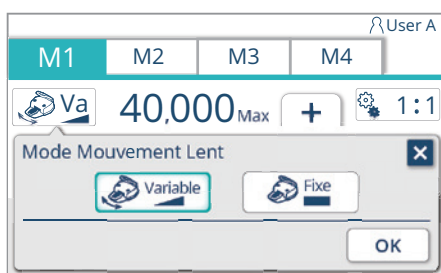 User A
M1 M2 M3 M4
Va 40,000 Max + 1:1
Mode Mouvement Lent
Variable Fixe
OK